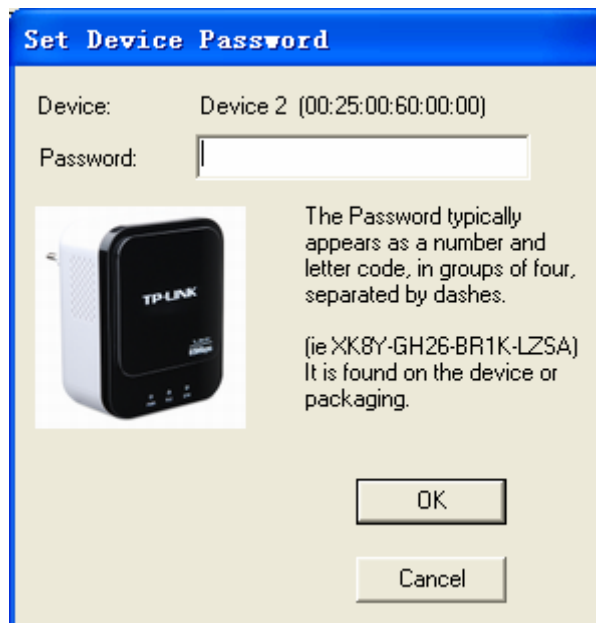 Set Device Password
Device: Device 2 (00:25:00:60:00:00)
Password:
The Password typically
appears as a number and
letter code, in groups of four,
separated by dashes.
(ie XK8Y-GH26-BR1K-LZSA)
It is found on the device or
packaging.
TP-LINK
OK
Cancel